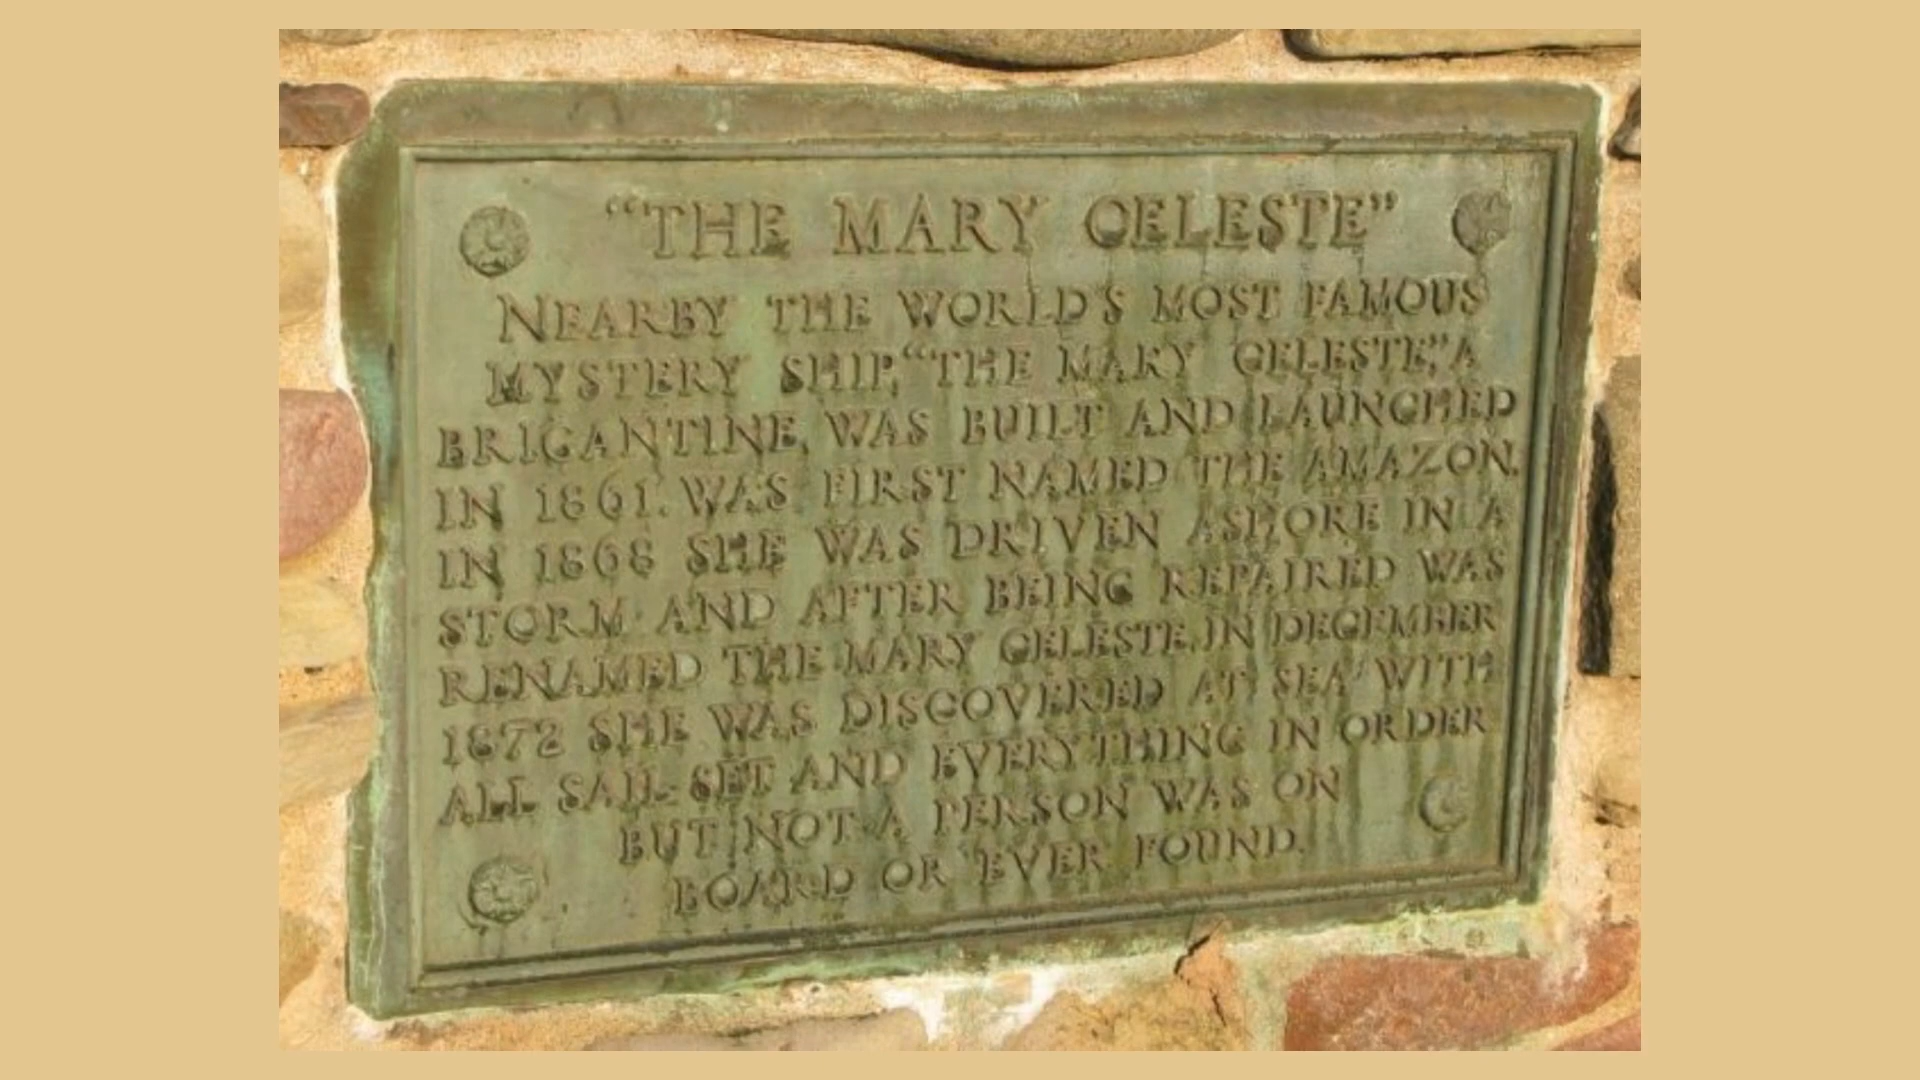 "THE MARY CELESTE"
NEARBY THE WORLD'S MOST FAMOUS
MYSTERY SHIP, "THE MARY CELESTE", A
BRIGANTINE, WAS BUILT AND LAUNCHED
IN 1861. WAS FIRST NAMED THE AMAZON.
IN 1868 SHE WAS DRIVEN ASHORE IN A
STORM AND AFTER BEING REPAIRED WAS
RENAMED THE MARY CELESTE. IN DECEMBER
1872 SHE WAS DISCOVERED AT SEA WITH
ALL SAIL SET AND EVERYTHING IN ORDER
BUT NOT A PERSON WAS ON
BOARD OR EVER FOUND.